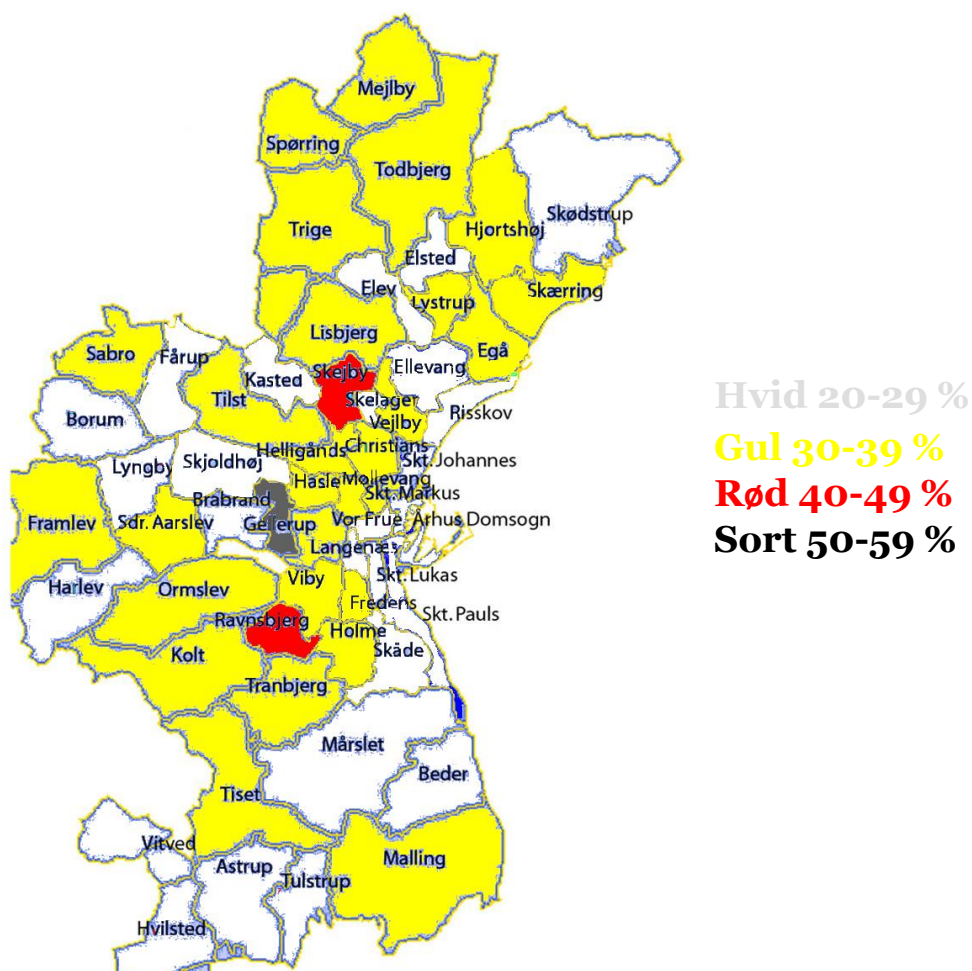 Mejlby
Spørring
Todbjerg
Skødstrup
Trige
Hjortshøj
Elsted
Elev
Skærring
Lystrup
Lisbjerg
Egå
Sabro
Fårup
Ellevang
Skejby
Kasted
Tilst
Skelager
Risskov
Borum
Vejlby
Christians
Helligånds
Skt. Johannes
Lyngby
Skjoldhøj
Hasle
Møllevang
Skt. Markus
Brabrand
Framlev
Sdr. Aarslev
Gellerup
Vor Frue
Århus Domsogn
Langenæs
Skt. Lukas
Viby
Harlev
Ormslev
Fredens
Skt. Pauls
Ravnsbjerg
Holme
Skåde
Kolt
Tranbjerg
Mårslet
Beder
Tiset
Vitved
Malling
Astrup
Tulstrup
Hvilsted
Hvid 20-29 %
Gul 30-39 %
Rød 40-49 %
Sort 50-59 %